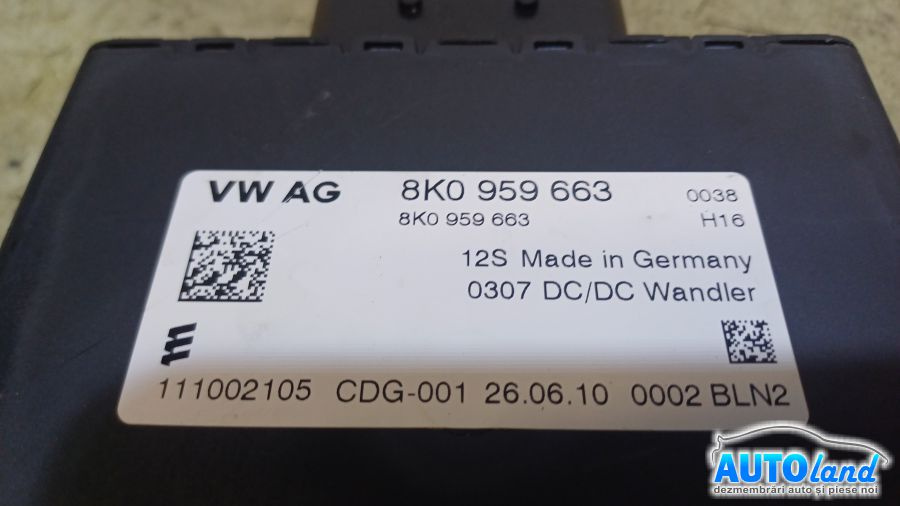 VW AG 8K0 959 663 0038
8K0 959 663 H16
12S Made in Germany
0307 DC/DC Wandler
111002105 CDG-001 26.06.10 0002 BLN2
AUTOland
dezmembrări auto și piese noi